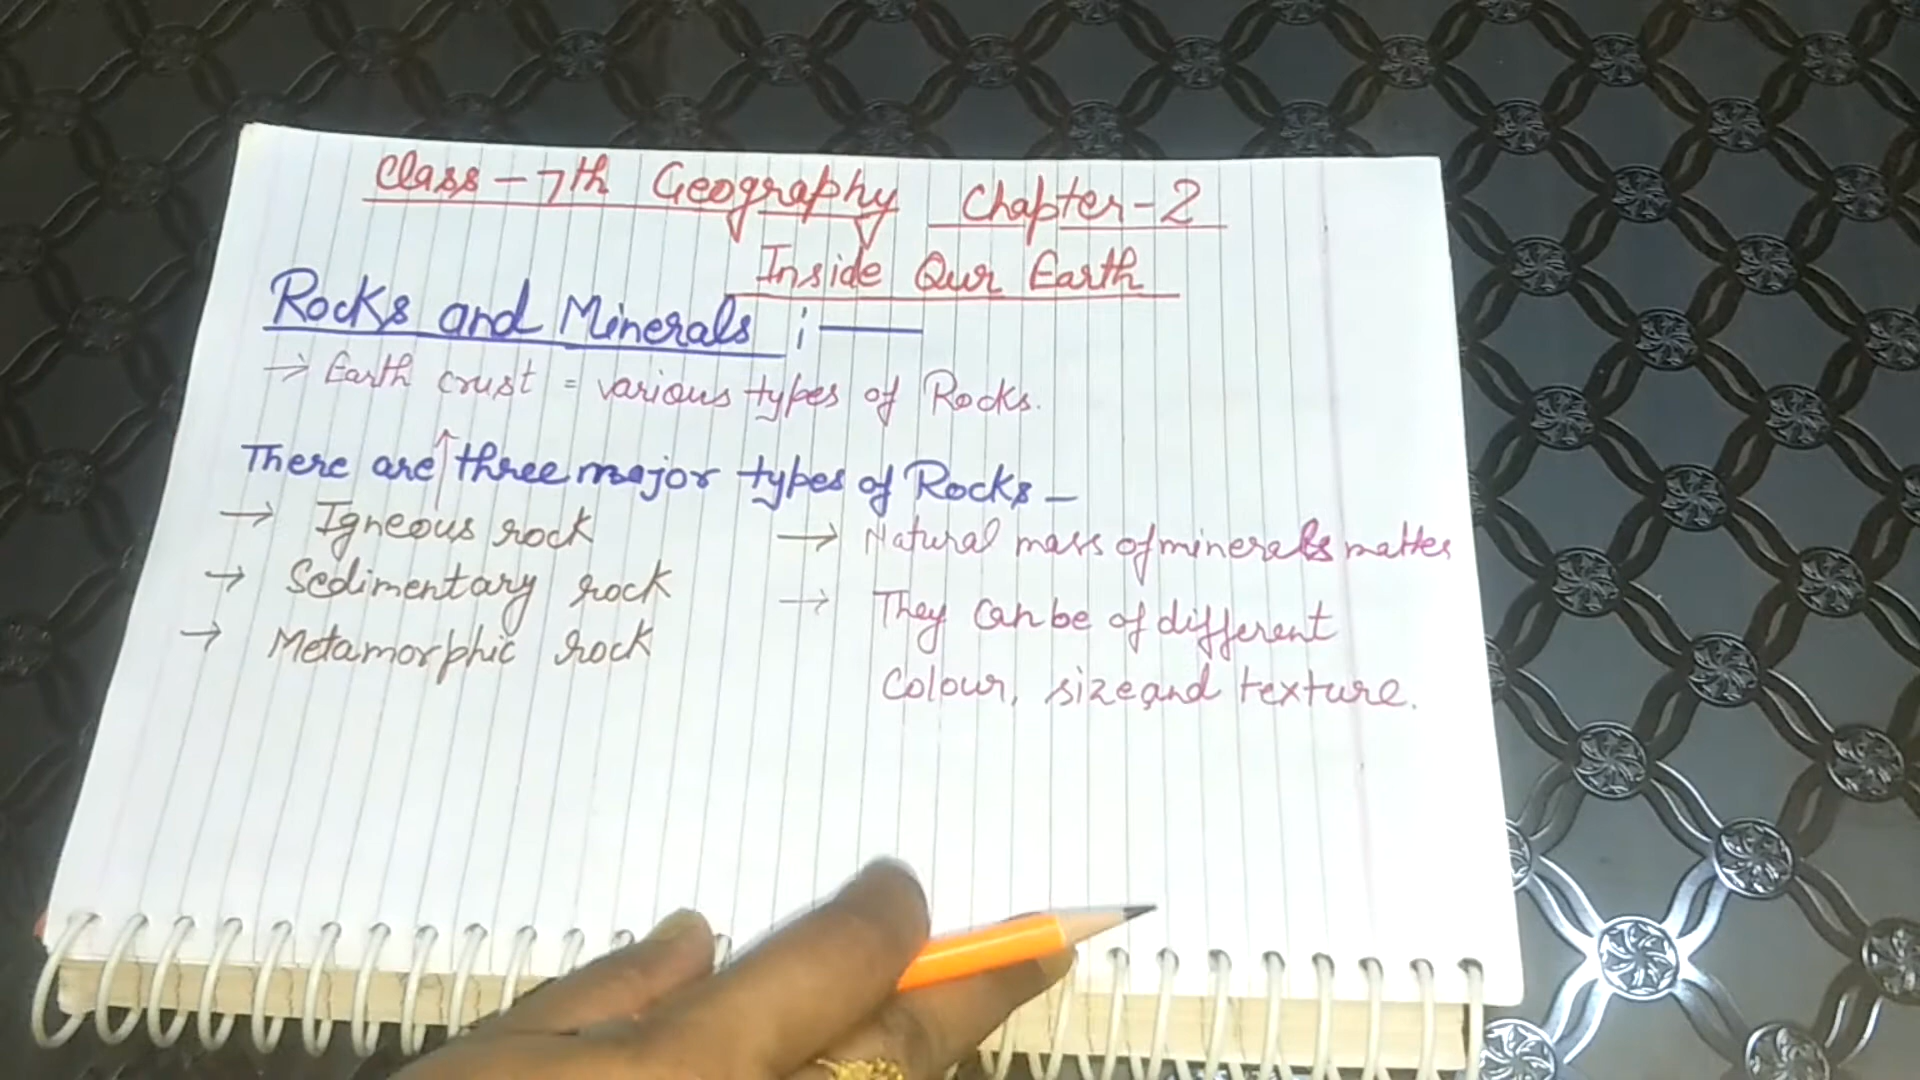 Class - 7th Geography Chapter - 2
Inside Our Earth
Rocks and Minerals :-
→ Earth crust = various types of Rocks.
There are three major types of Rocks -
→ Igneous rock
→ Sedimentary rock
→ Metamorphic rock
→ Natural mass of minerals matter
→ They can be of different
Colour, size and texture.